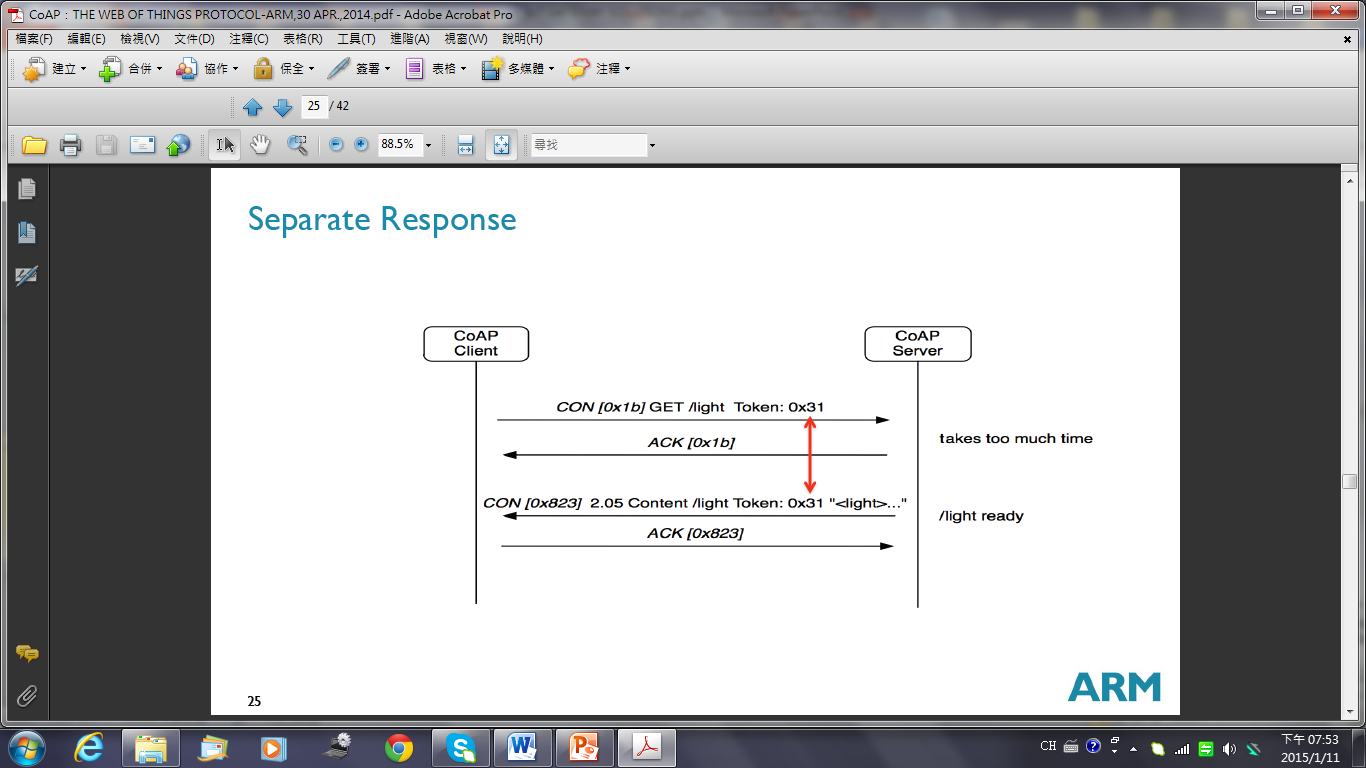 CoAP : THE WEB OF THINGS PROTOCOL-ARM,30 APR.,2014.pdf - Adobe Acrobat Pro
檔案(F) 編輯(E) 檢視(V) 文件(D) 注釋(C) 表格(R) 工具(T) 進階(A) 視窗(W) 說明(H)
建立 合併 協作 保全 簽署 表格 多媒體 注釋
25 / 42
88.5% 尋找
Separate Response
CoAP
Client
CoAP
Server
CON [0x1b] GET /light Token: 0x31
takes too much time
ACK [0x1b]
CON [0x823] 2.05 Content /light Token: 0x31 "<light>..."
/light ready
ACK [0x823]
25
ARM
CH
下午 07:53
2015/1/11